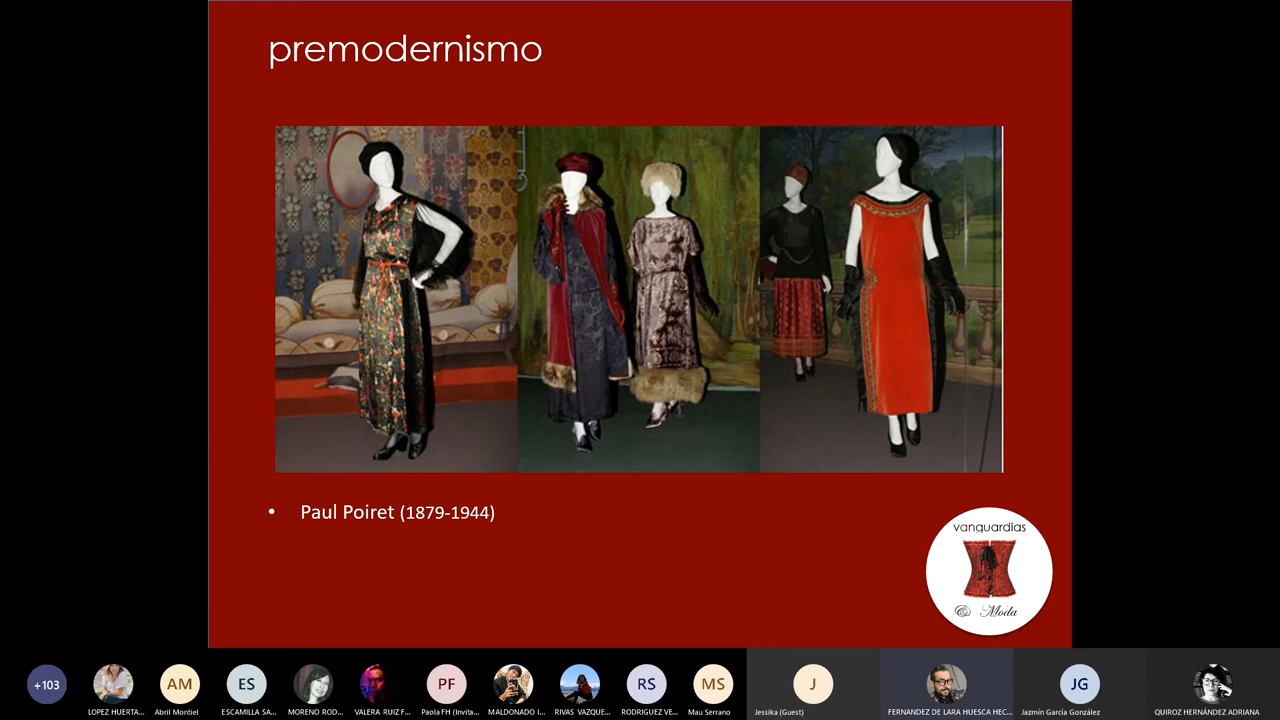 premodernismo
• Paul Poiret (1879-1944)
vanguardias
& Moda
+103
AM
ES
PF
RS
MS
J
JG
LOPEZ HUERTA...
Abril Montiel
ESCAMILLA SA...
MORENO ROD...
VALERA RUIZ F...
Paola FH (Invita...
MALDONADO I...
RIVAS VAZQUE...
RODRIGUEZ VE...
Mau Serrano
Jessika (Guest)
FERNANDEZ DE LARA HUESCA HEC...
Jazmín García González
QUIROZ HERNÁNDEZ ADRIANA